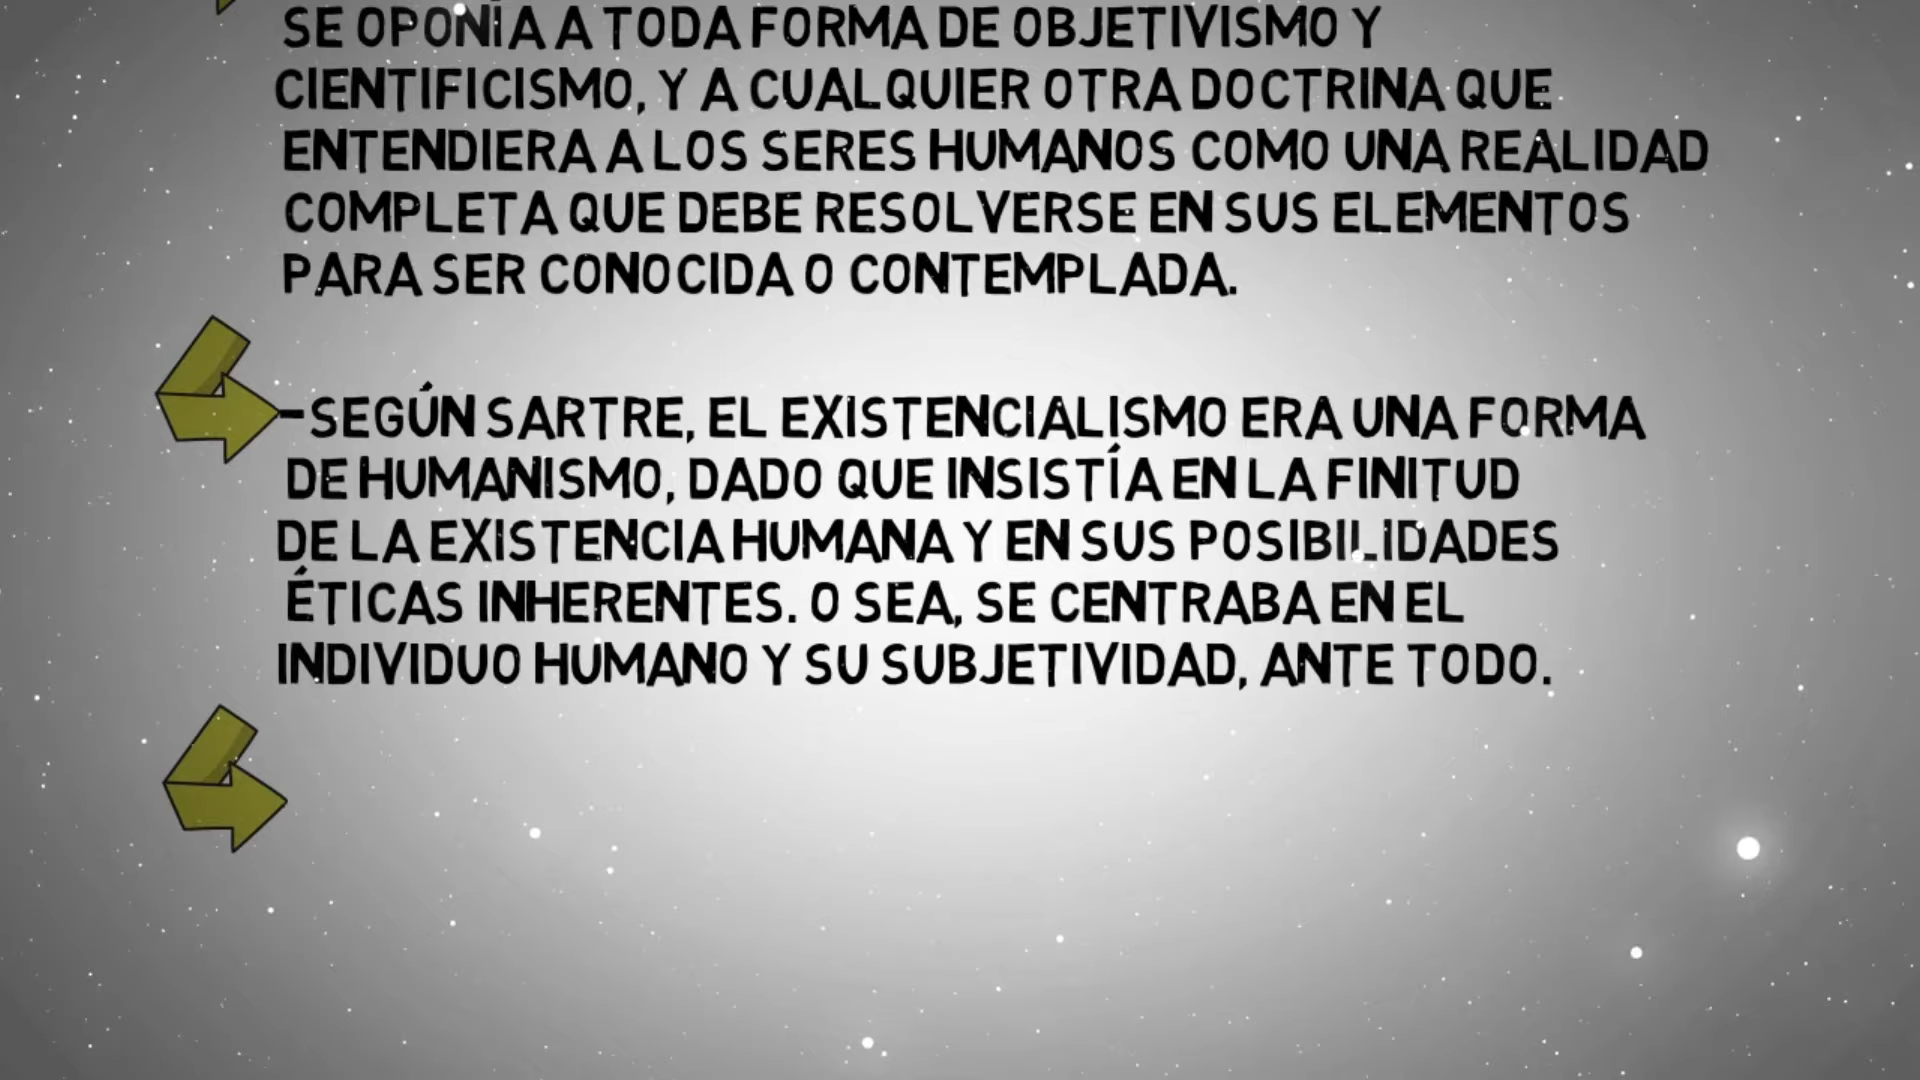 SE OPONÍA A TODA FORMA DE OBJETIVISMO Y
CIENTIFICISMO, Y A CUALQUIER OTRA DOCTRINA QUE
ENTENDIERA A LOS SERES HUMANOS COMO UNA REALIDAD
COMPLETA QUE DEBE RESOLVERSE EN SUS ELEMENTOS
PARA SER CONOCIDA O CONTEMPLADA.
-SEGÚN SARTRE, EL EXISTENCIALISMO ERA UNA FORMA
DE HUMANISMO, DADO QUE INSISTÍA EN LA FINITUD
DE LA EXISTENCIA HUMANA Y EN SUS POSIBILIDADES
ÉTICAS INHERENTES. O SEA, SE CENTRABA EN EL
INDIVIDUO HUMANO Y SU SUBJETIVIDAD, ANTE TODO.